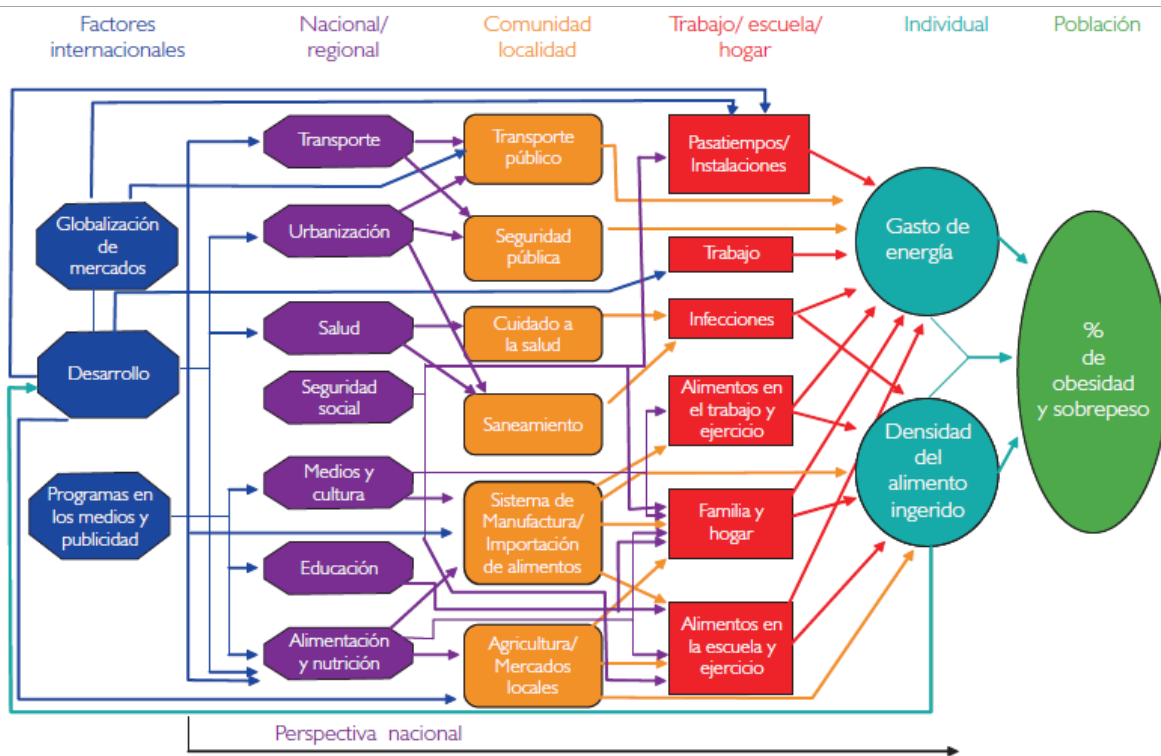 Factores
internacionales
Nacional/
regional
Comunidad
localidad
Trabajo/ escuela/
hogar
Individual
Población
Globalización
de
mercados
Desarrollo
Programas en
los medios y
publicidad
Transporte
Urbanización
Salud
Seguridad
social
Medios y
cultura
Educación
Alimentación
y nutrición
Transporte
público
Seguridad
pública
Cuidado a
la salud
Saneamiento
Sistema de
Manufactura/
Importación
de alimentos
Agricultura/
Mercados
locales
Pasatiempos/
Instalaciones
Trabajo
Infecciones
Alimentos en
el trabajo y
ejercicio
Familia y
hogar
Alimentos en
la escuela y
ejercicio
Gasto de
energía
Densidad
del
alimento
ingerido
%
de
obesidad
y sobrepeso
Perspectiva nacional